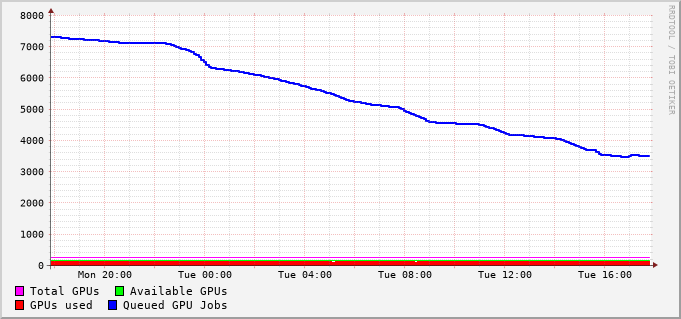 8000
7000
6000
5000
4000
3000
2000
1000
0
Mon 20:00 Tue 00:00 Tue 04:00 Tue 08:00 Tue 12:00 Tue 16:00
Total GPUs Available GPUs
GPUs used Queued GPU Jobs
RRDTOOL / TOBI OETIKER